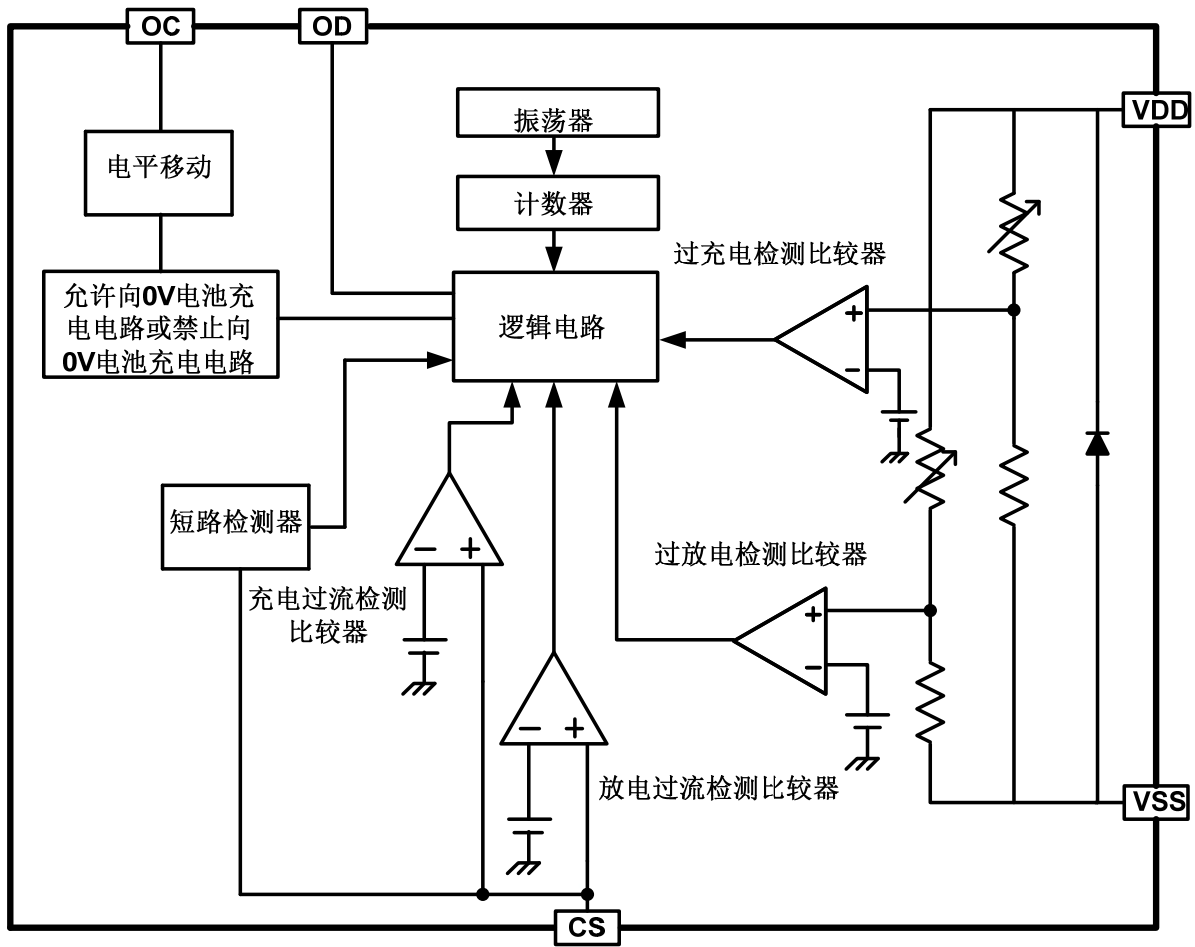 OC
OD
VDD
振荡器
电平移动
计数器
过充电检测比较器
允许向0V电池充
电电路或禁止向
0V电池充电电路
逻辑电路
+
−
短路检测器
− +
过放电检测比较器
充电过流检测
比较器
+
−
− +
放电过流检测比较器
VSS
CS